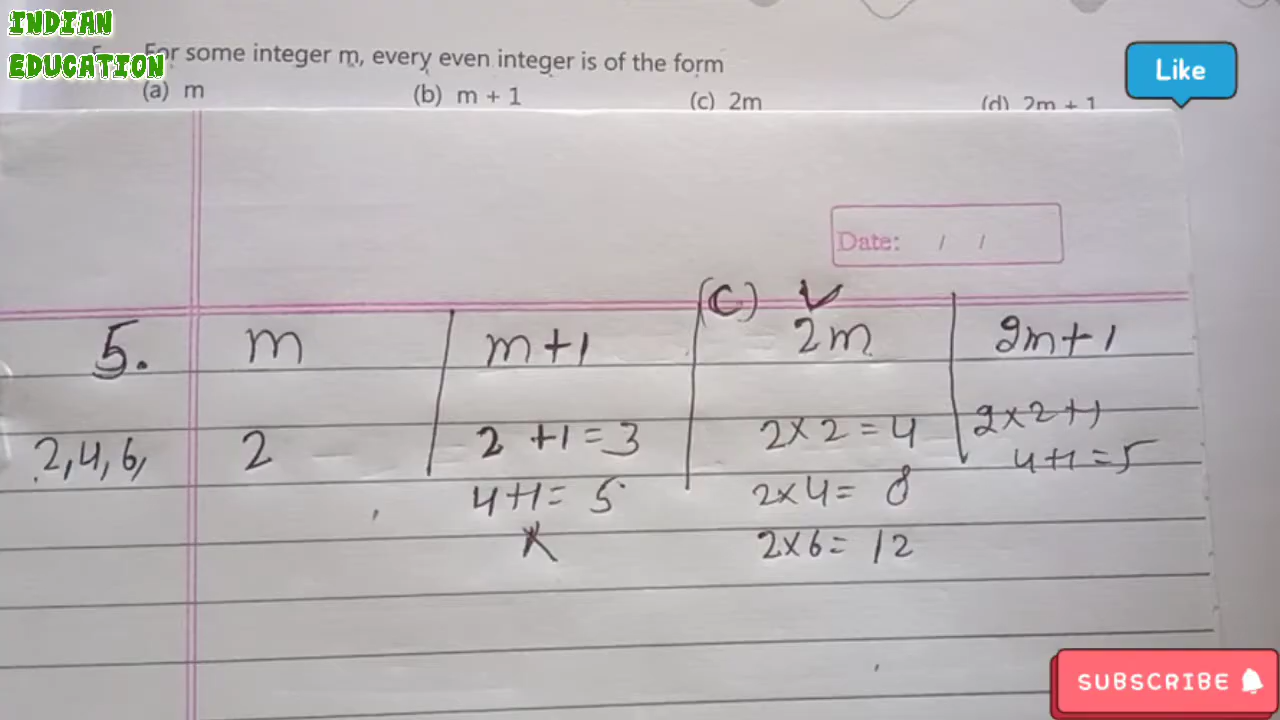 INDIAN
EDUCATION
For some integer m, every even integer is of the form
(a) m (b) m + 1 (c) 2m (d) 2m + 1
Like
Date: / /
(C) ✓
5. m m+1 2m 2m+1
2,4,6, 2 2 +1 = 3 2×2 = 4 2×2+1
4+1 = 5
4+1 = 5 2×4 = 8
2×6 = 12
SUBSCRIBE